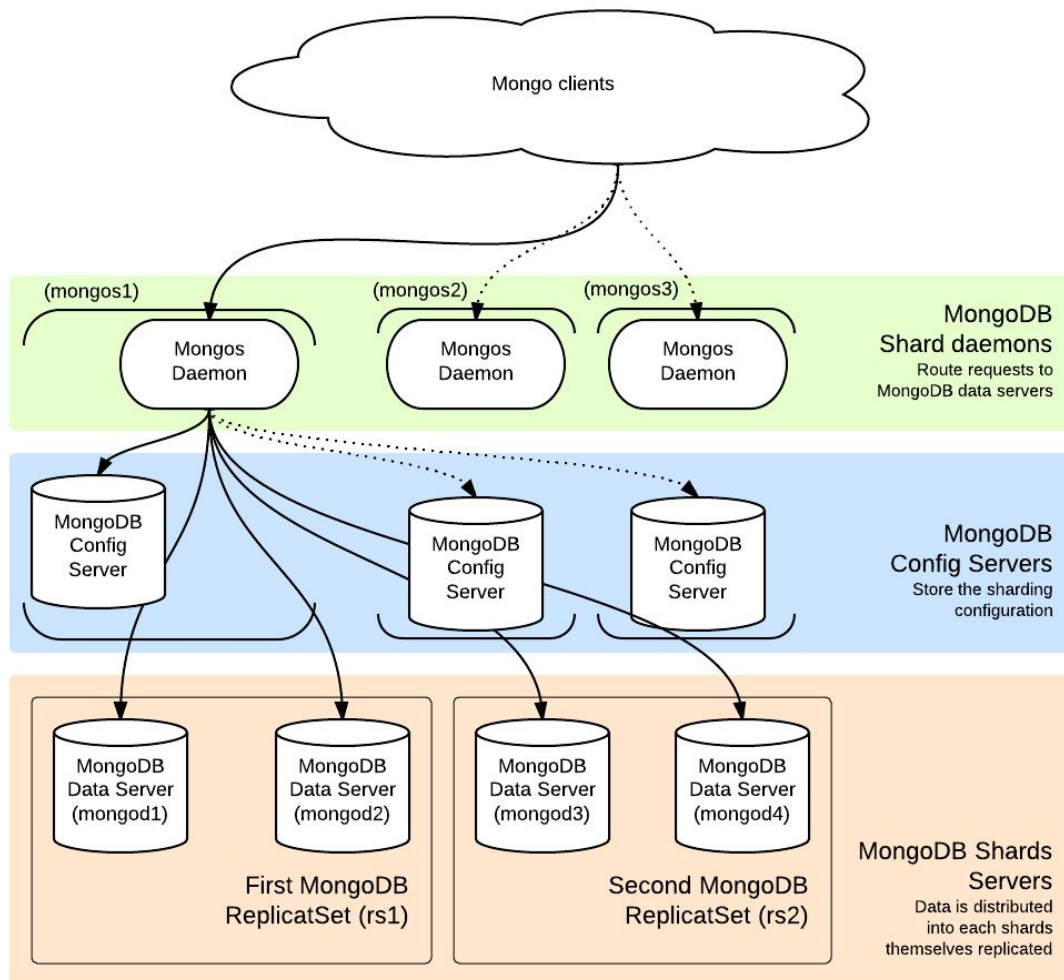 Mongo clients
(mongos1)
(mongos2)
(mongos3)
Mongos
Daemon
Mongos
Daemon
Mongos
Daemon
MongoDB
Shard daemons
Route requests to
MongoDB data servers
MongoDB
Config
Server
MongoDB
Config
Server
MongoDB
Config
Server
MongoDB
Config Servers
Store the sharding
configuration
MongoDB
Data Server
(mongod1)
MongoDB
Data Server
(mongod2)
MongoDB
Data Server
(mongod3)
MongoDB
Data Server
(mongod4)
First MongoDB
ReplicatSet (rs1)
Second MongoDB
ReplicatSet (rs2)
MongoDB Shards
Servers
Data is distributed
into each shards
themselves replicated